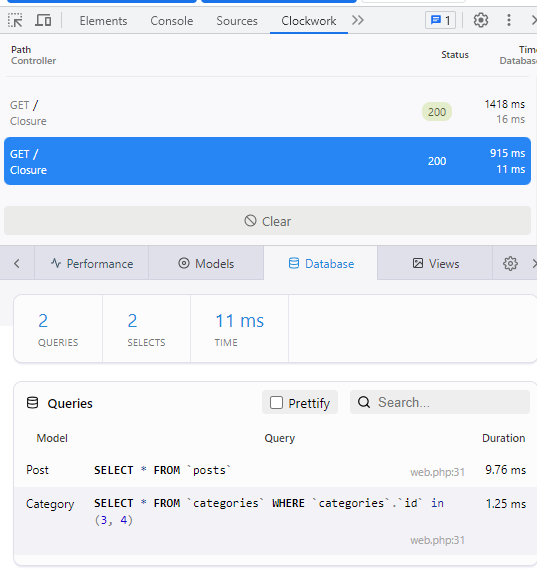 Elements Console Sources Clockwork 1
Path Status Time
Controller Database
GET / 200 1418 ms
Closure 16 ms
GET / 200 915 ms
Closure 11 ms
Clear
Performance Models Database Views
2 2 11 ms
QUERIES SELECTS TIME
Queries Prettify Search...
Model Query Duration
Post SELECT * FROM `posts` web.php:31 9.76 ms
Category SELECT * FROM `categories` WHERE `categories`.`id` in 1.25 ms
(3, 4)
web.php:31